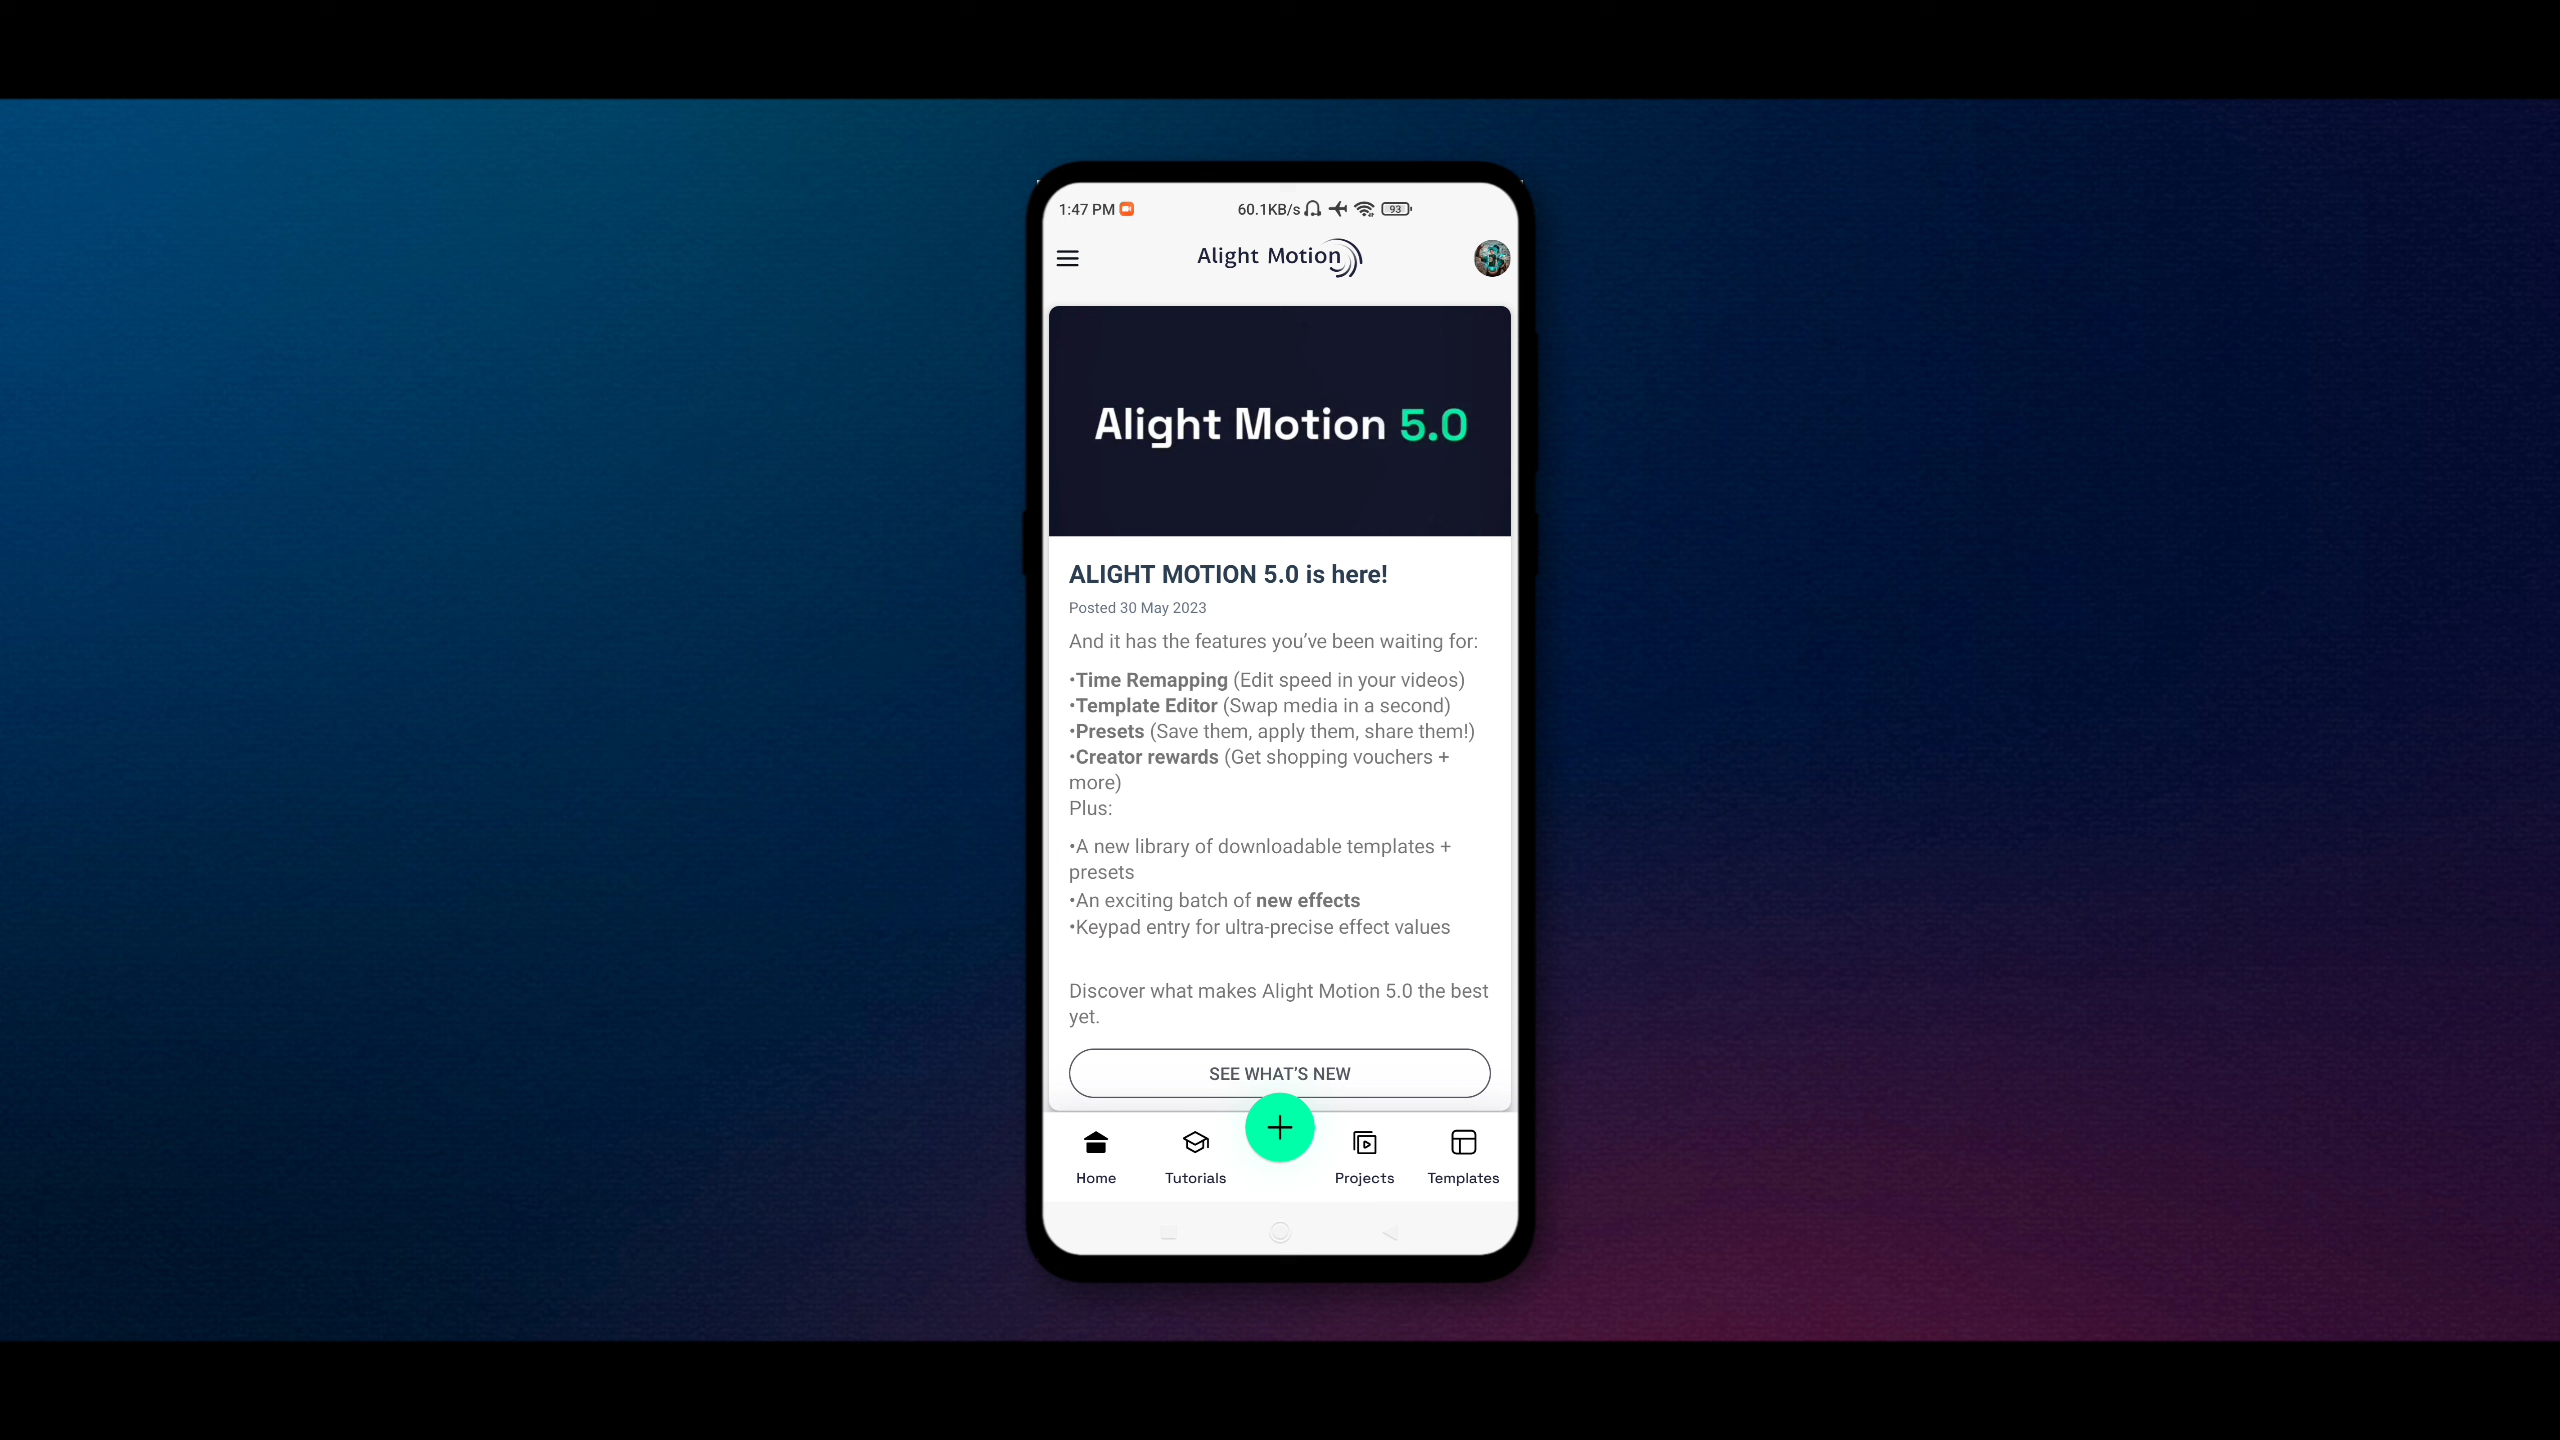 1:47 PM
60.1KB/s
93
Alight Motion
Alight Motion 5.0
ALIGHT MOTION 5.0 is here!
Posted 30 May 2023
And it has the features you’ve been waiting for:
•Time Remapping (Edit speed in your videos)
•Template Editor (Swap media in a second)
•Presets (Save them, apply them, share them!)
•Creator rewards (Get shopping vouchers +
more)
Plus:
•A new library of downloadable templates +
presets
•An exciting batch of new effects
•Keypad entry for ultra-precise effect values
Discover what makes Alight Motion 5.0 the best
yet.
SEE WHAT’S NEW
Home
Tutorials
Projects
Templates